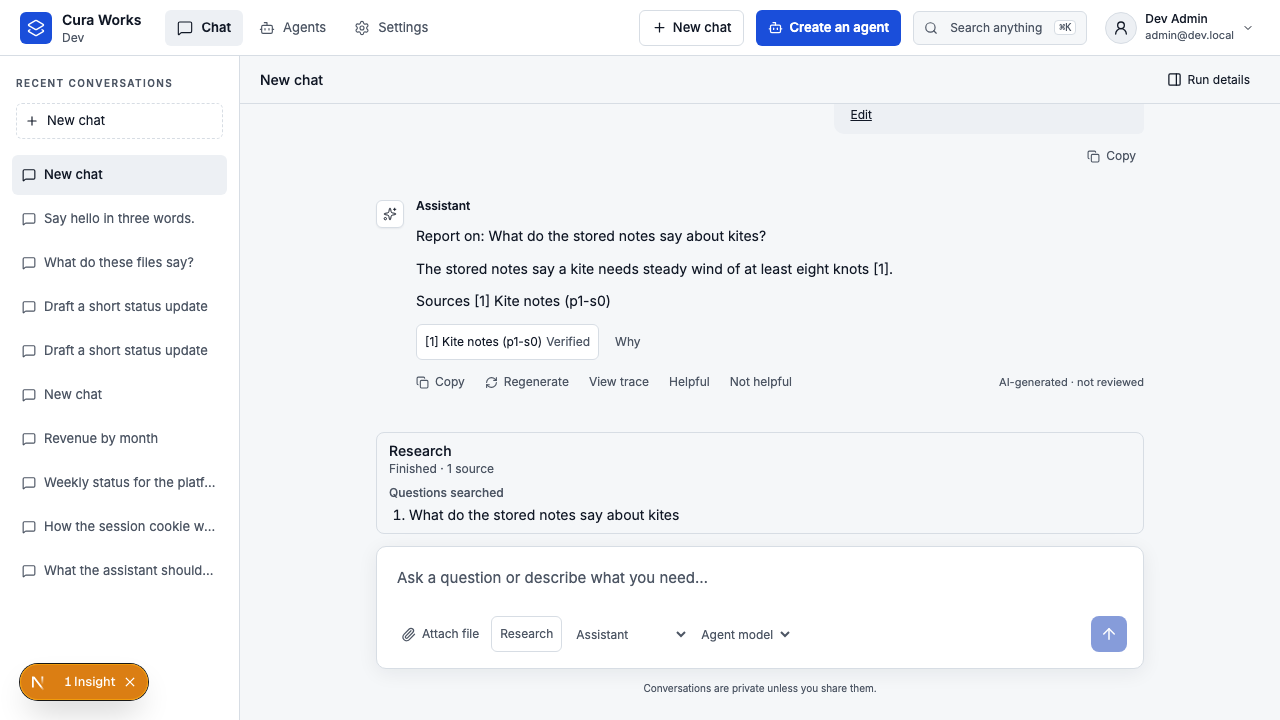 Cura Works
Dev
Chat
Agents
Settings
New chat
Create an agent
Search anything
⌘K
Dev Admin
admin@dev.local
RECENT CONVERSATIONS
New chat
New chat
Say hello in three words.
What do these files say?
Draft a short status update
Draft a short status update
New chat
Revenue by month
Weekly status for the platf...
How the session cookie w...
What the assistant should...
1 Insight
New chat
Run details
Edit
Copy
Assistant
Report on: What do the stored notes say about kites?
The stored notes say a kite needs steady wind of at least eight knots [1].
Sources [1] Kite notes (p1-s0)
[1] Kite notes (p1-s0) Verified
Why
Copy
Regenerate
View trace
Helpful
Not helpful
AI-generated · not reviewed
Research
Finished · 1 source
Questions searched
1. What do the stored notes say about kites
Ask a question or describe what you need...
Attach file
Research
Assistant
Agent model
Conversations are private unless you share them.